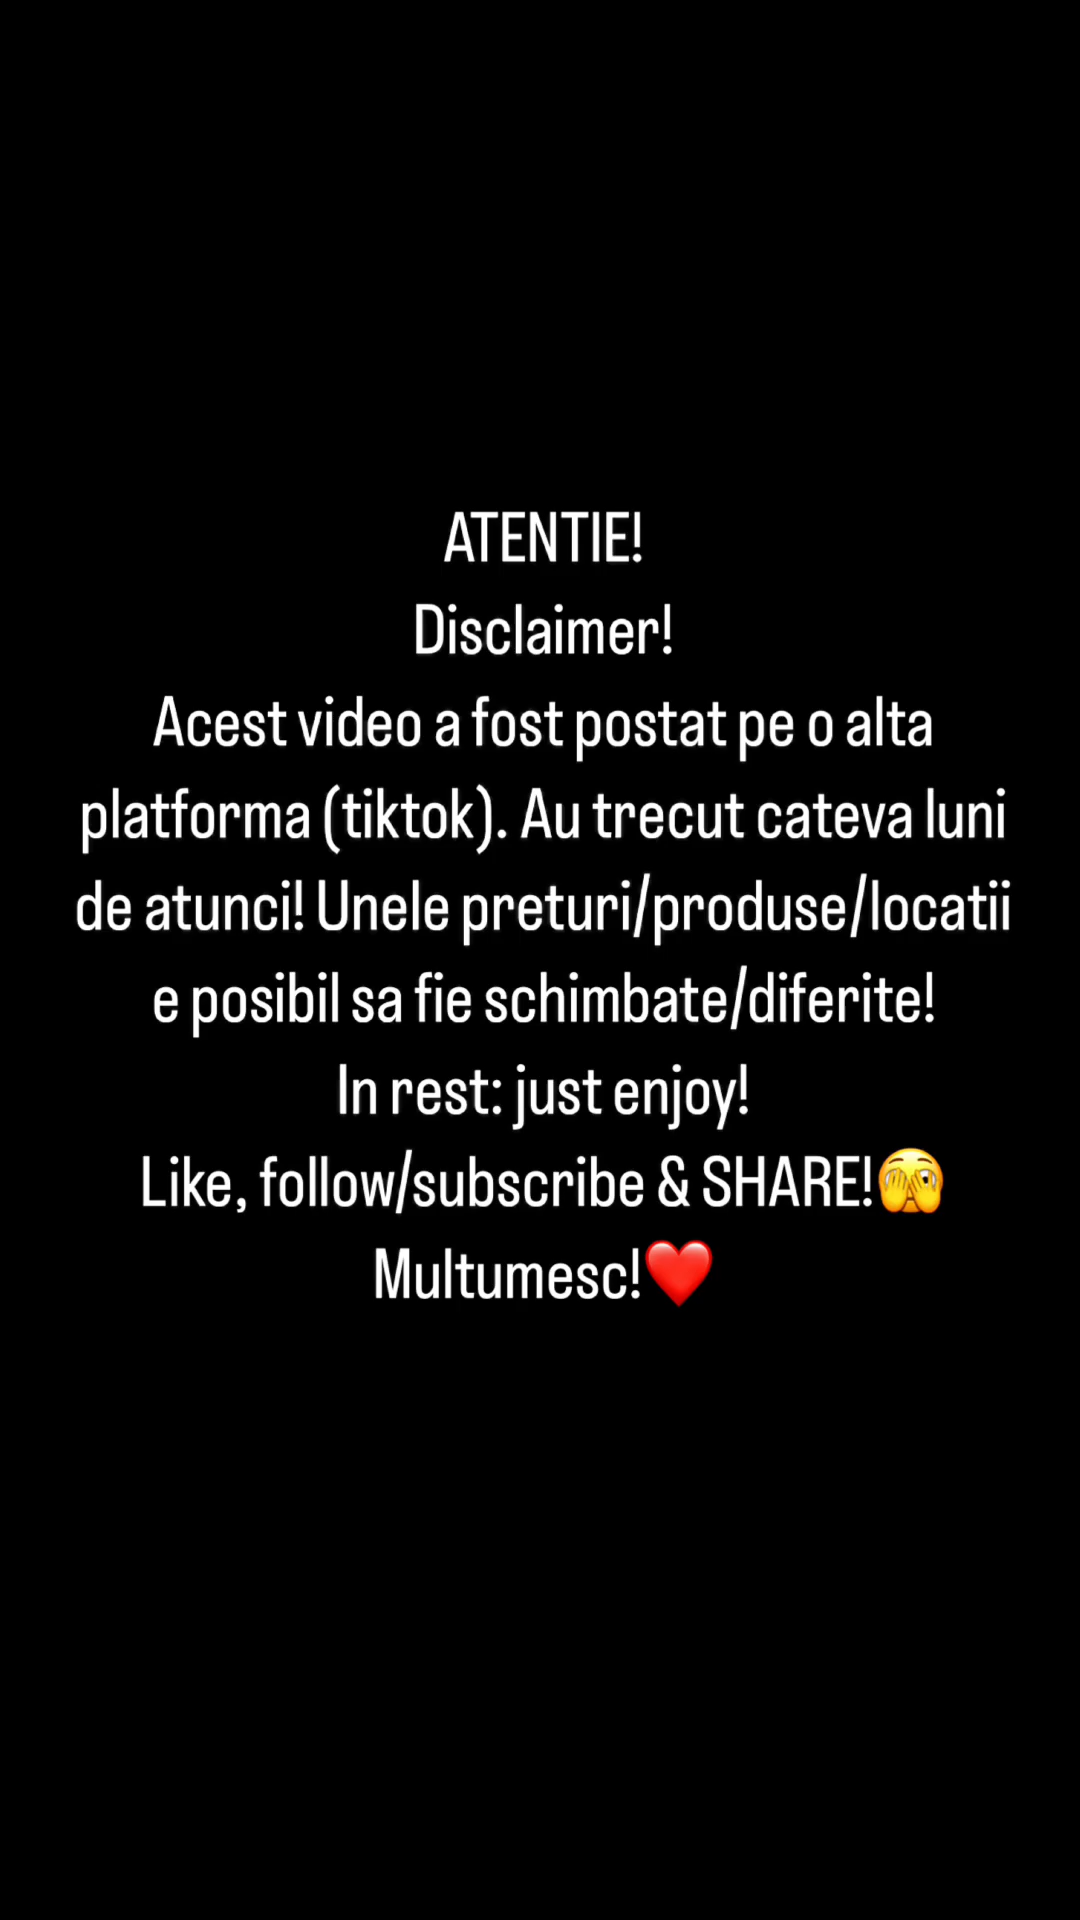 ATENTIE!
Disclaimer!
Acest video a fost postat pe o alta
platforma (tiktok). Au trecut cateva luni
de atunci! Unele preturi/produse/locatii
e posibil sa fie schimbate/diferite!
In rest: just enjoy!
Like, follow/subscribe & SHARE!🫣
Multumesc!❤️